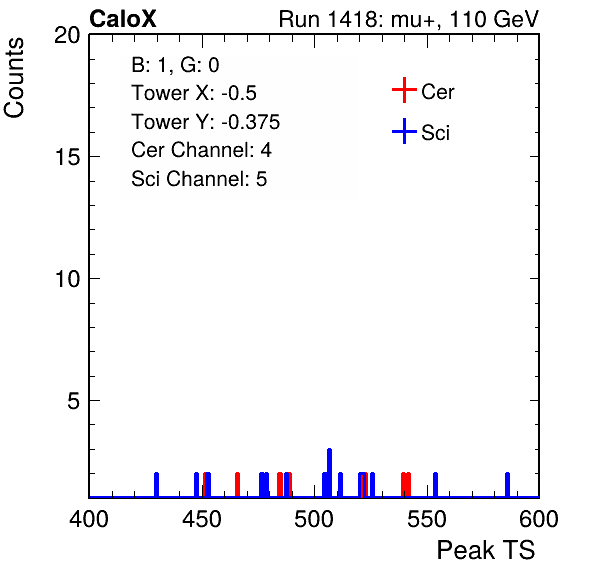 CaloX Run 1418: mu+, 110 GeV
Counts
20
15
10
5
B: 1, G: 0
Tower X: -0.5
Tower Y: -0.375
Cer Channel: 4
Sci Channel: 5
Cer
Sci
400 450 500 550 600
Peak TS